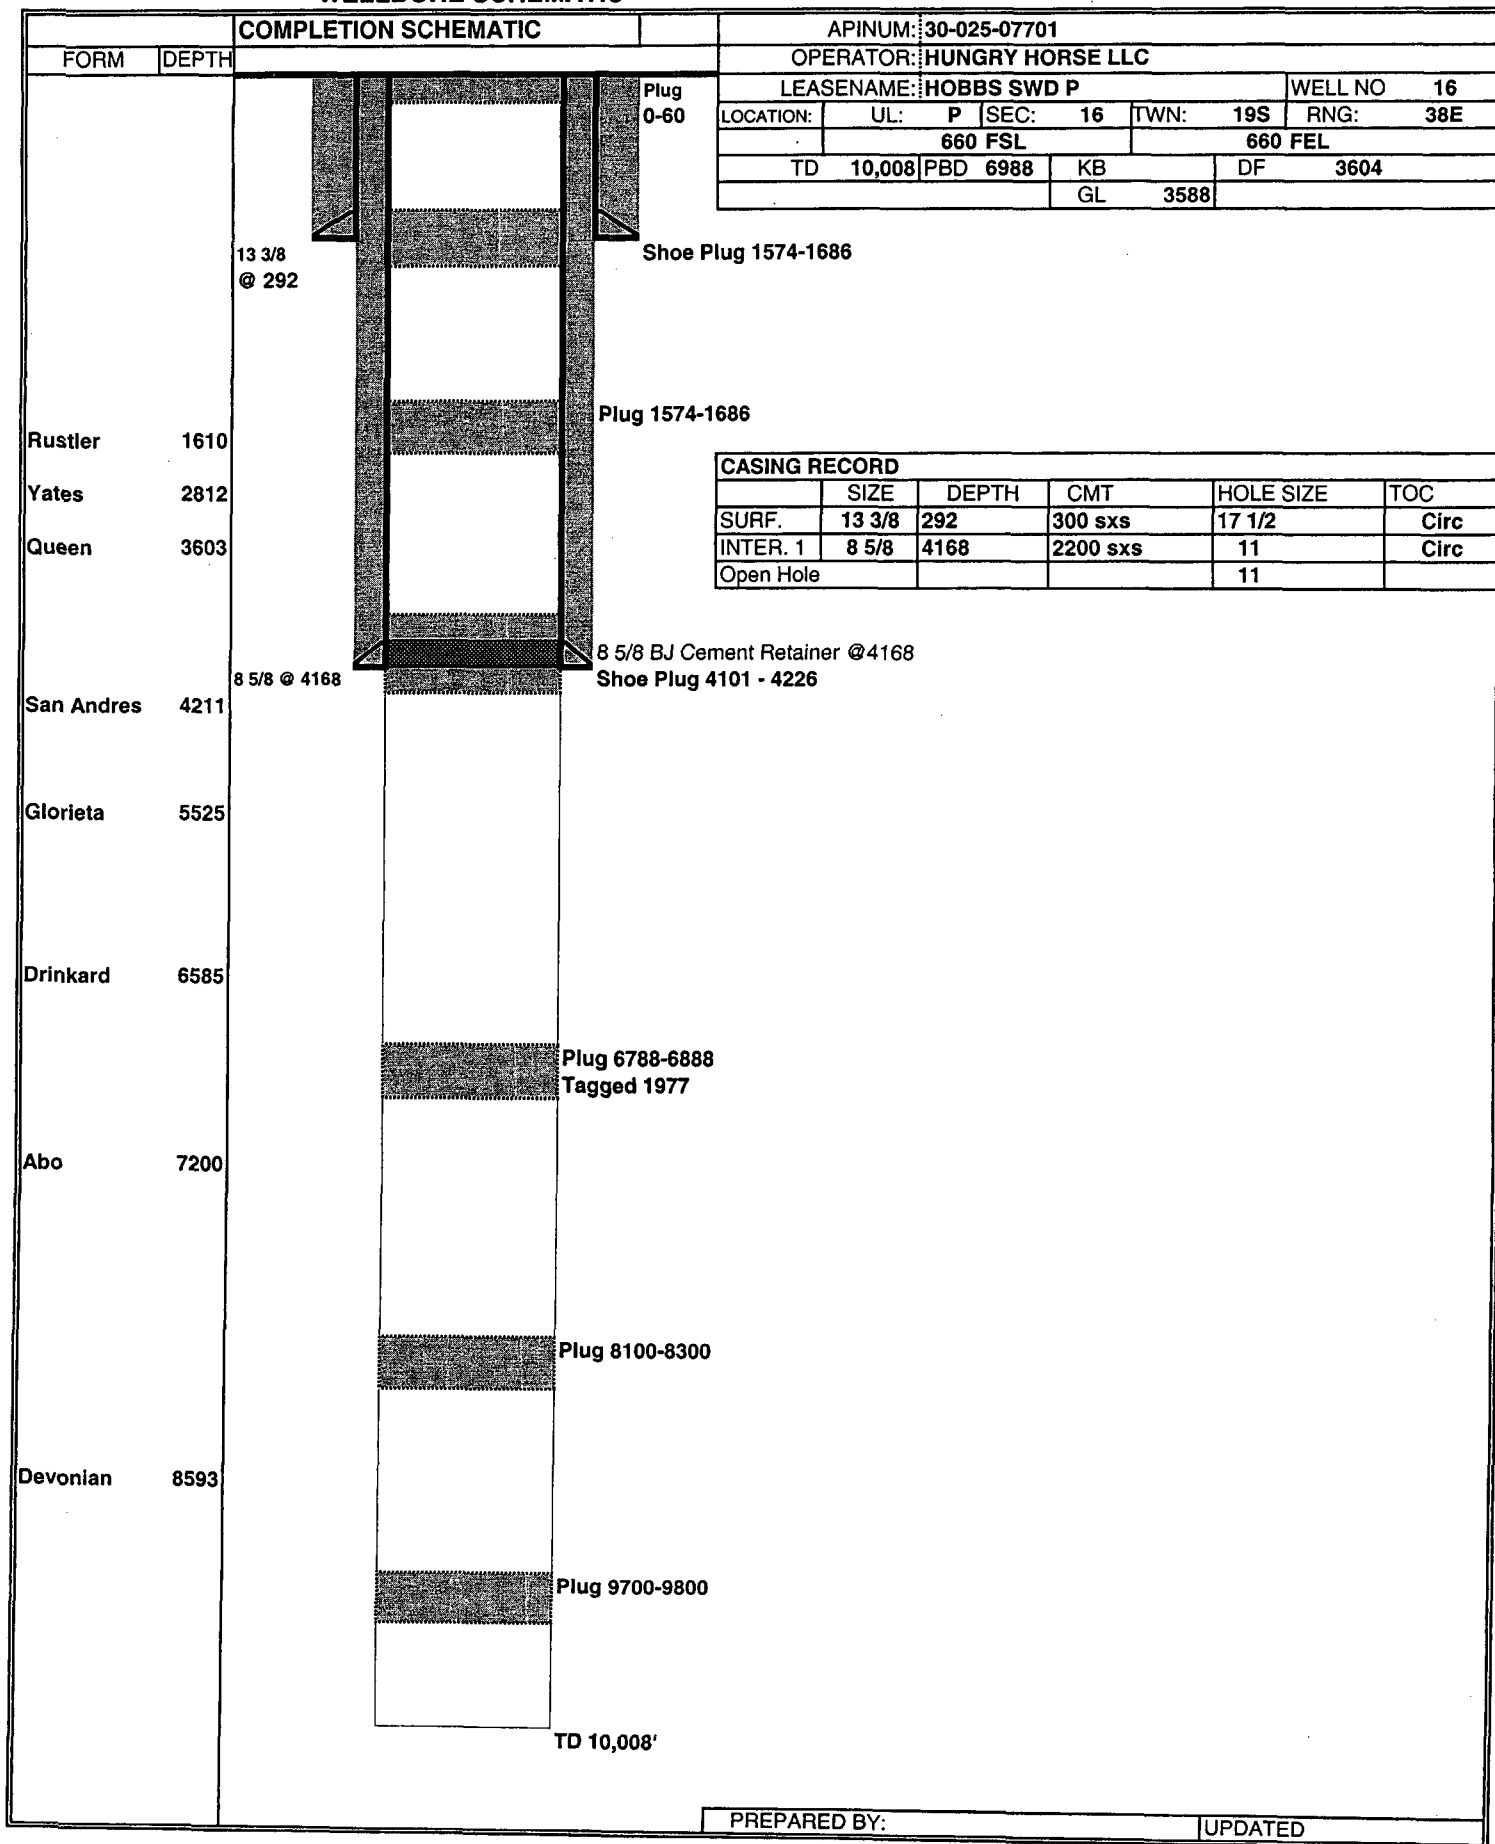 COMPLETION SCHEMATIC
FORM DEPTH
APINUM: 30-025-07701
OPERATOR: HUNGRY HORSE LLC
LEASENAME: HOBBS SWD P WELL NO 16
LOCATION: UL: P SEC: 16 TWN: 19S RNG: 38E
660 FSL 660 FEL
TD 10,008 PBD 6988 KB DF 3604
GL 3588
Plug
0-60
13 3/8
@ 292
Shoe Plug 1574-1686
Plug 1574-1686
Rustler 1610
Yates 2812
Queen 3603
CASING RECORD
SIZE DEPTH CMT HOLE SIZE TOC
SURF. 13 3/8 292 300 sxs 17 1/2 Circ
INTER. 1 8 5/8 4168 2200 sxs 11 Circ
Open Hole 11
8 5/8 BJ Cement Retainer @4168
8 5/8 @ 4168
Shoe Plug 4101 - 4226
San Andres 4211
Glorieta 5525
Drinkard 6585
Plug 6788-6888
Tagged 1977
Abo 7200
Plug 8100-8300
Devonian 8593
Plug 9700-9800
TD 10,008'
PREPARED BY: UPDATED